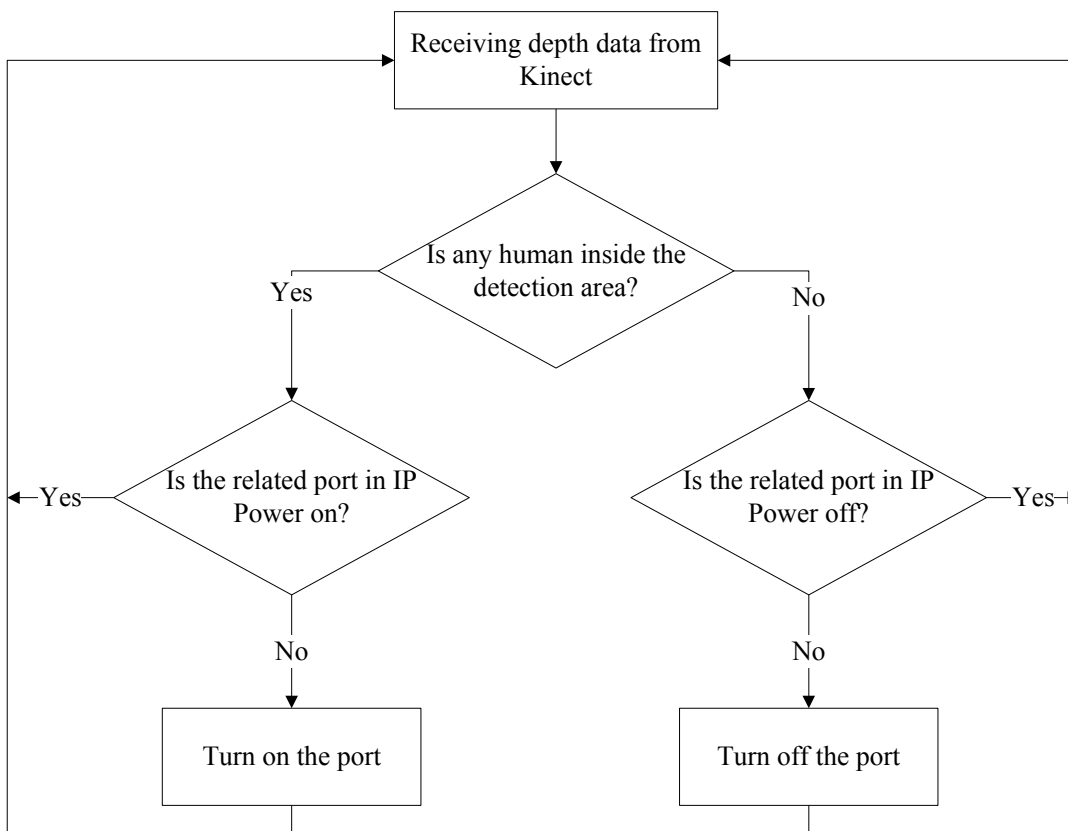 Receiving depth data from
Kinect
Is any human inside the
detection area?
Yes
No
Is the related port in IP
Power on?
Yes
Is the related port in IP
Power off?
Yes
No
No
Turn on the port
Turn off the port